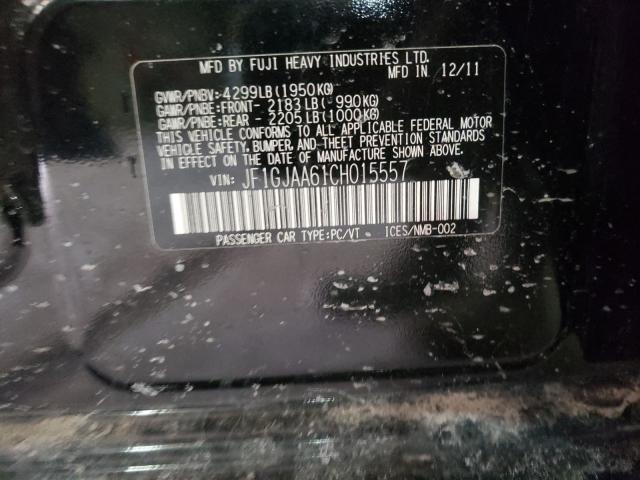 MFD BY FUJI HEAVY INDUSTRIES LTD.
MFD IN 12/11
GVWR/PNBV:4299LB(1950KG)
GAWR/PNBE:FRONT- 2183LB( 990KG)
GAWR/PNBE:REAR - 2205LB(1000KG)
THIS VEHICLE CONFORMS TO ALL APPLICABLE FEDERAL MOTOR
VEHICLE SAFETY, BUMPER, AND THEFT PREVENTION STANDARDS
IN EFFECT ON THE DATE OF MANUFACTURE SHOWN ABOVE.
VIN: JF1GJAA61CH015557
PASSENGER CAR TYPE:PC/VT ICES/NMB-002